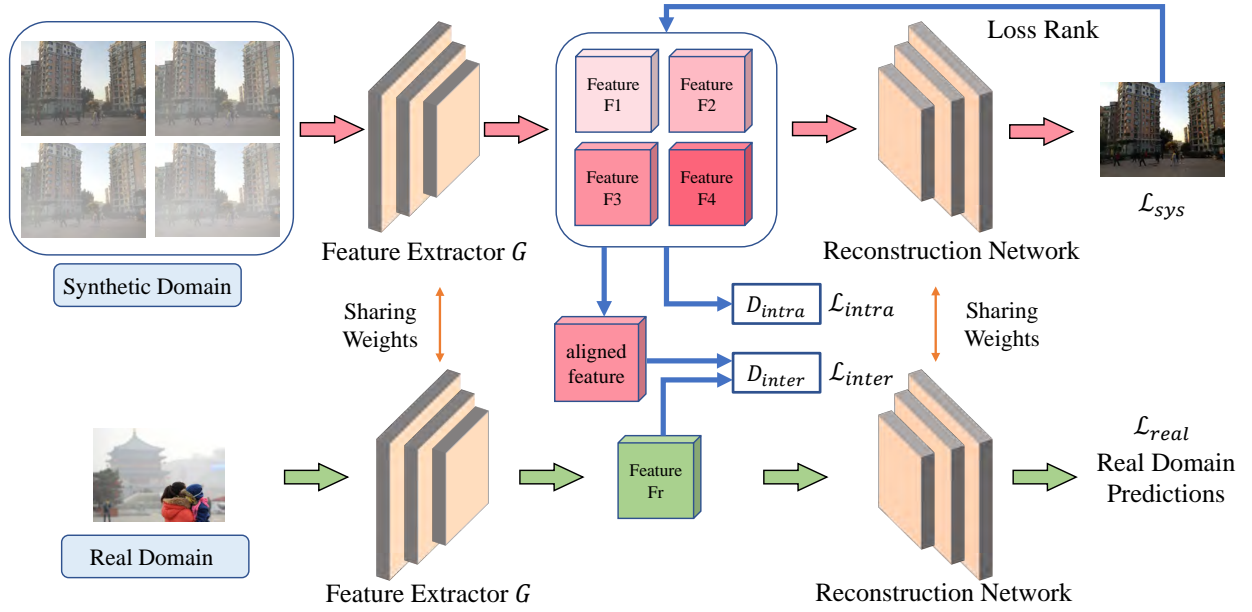 Loss Rank
Feature
F1
Feature
F2
Feature
F3
Feature
F4
ℒ_sys
Feature Extractor G
Reconstruction Network
Synthetic Domain
Sharing
Weights
D_intra
ℒ_intra
Sharing
Weights
aligned
feature
D_inter
ℒ_inter
Feature
Fr
ℒ_real
Real Domain
Predictions
Real Domain
Feature Extractor G
Reconstruction Network